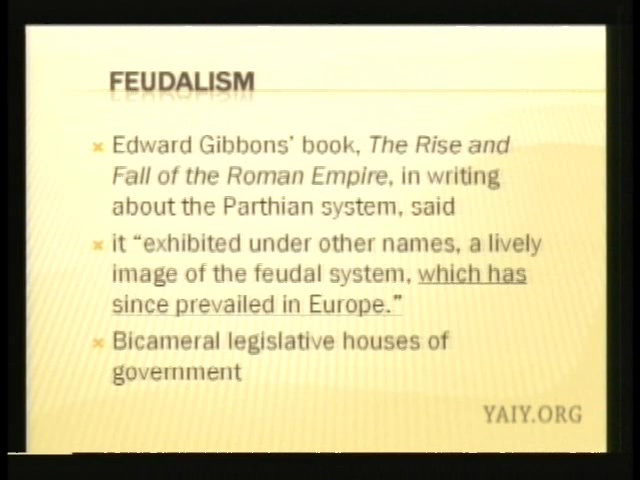 FEUDALISM
Edward Gibbons' book, The Rise and
Fall of the Roman Empire, in writing
about the Parthian system, said
it “exhibited under other names, a lively
image of the feudal system, which has
since prevailed in Europe.”
Bicameral legislative houses of
government
YAIY.ORG